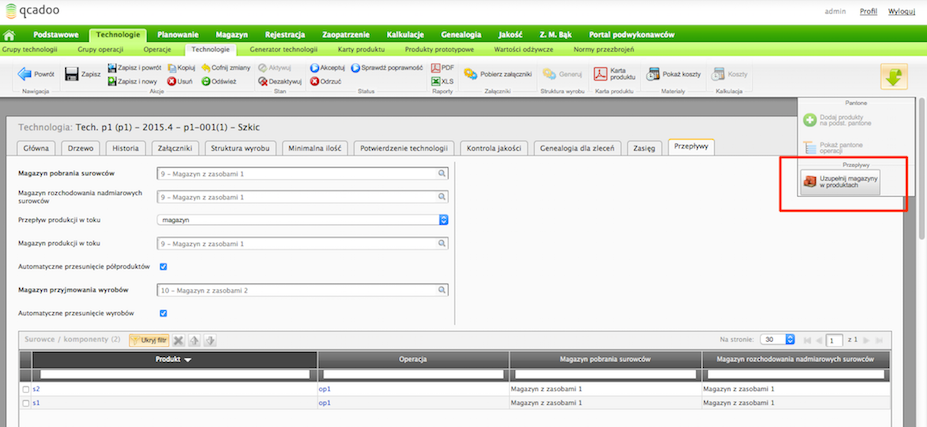 qcadoo
admin Profil Wyloguj
Podstawowe Technologie Planowanie Magazyn Rejestracja Zaopatrzenie Kalkulacje Genealogia Jakość Z. M. Bąk Portal podwykonawców
Grupy technologii Grupy operacji Operacje Technologie Generator technologii Karty produktu Produkty prototypowe Wartości odżywcze Normy przezbrojeń
Powrót Zapisz Zapisz i powrót Kopiuj Cofnij zmiany Aktywuj Akceptuj Sprawdź poprawność PDF Pobierz załączniki Generuj Karta produktu Pokaż koszty Koszty
Zapisz i nowy Usuń Odśwież Dezaktywuj Odrzuć XLS
Nawigacja Akcje Stan Status Raporty Załączniki Struktura wyrobu Karta produktu Materiały Kalkulacja
Pantone
Dodaj produkty
na podst. pantone
Pokaż pantone
operacji
Przepływy
Uzupełnij magazyny
w produktach
Technologia: Tech. p1 (p1) - 2015.4 - p1-001(1) - Szkic
Główna Drzewo Historia Załączniki Struktura wyrobu Minimalna ilość Potwierdzenie technologii Kontrola jakości Genealogia dla zleceń Zasięg Przepływy
Magazyn pobrania surowców 9 - Magazyn z zasobami 1
Magazyn rozchodowania nadmiarowych
surowców 9 - Magazyn z zasobami 1
Przepływ produkcji w toku magazyn
Magazyn produkcji w toku 9 - Magazyn z zasobami 1
Automatyczne przesunięcie półproduktów
Magazyn przyjmowania wyrobów 10 - Magazyn z zasobami 2
Automatyczne przesunięcie wyrobów
Surowce / komponenty (2) Ukryj filtr Na stronie: 30 1 z 1
Produkt Operacja Magazyn pobrania surowców Magazyn rozchodowania nadmiarowych surowców
s2 op1 Magazyn z zasobami 1 Magazyn z zasobami 1
s1 op1 Magazyn z zasobami 1 Magazyn z zasobami 1